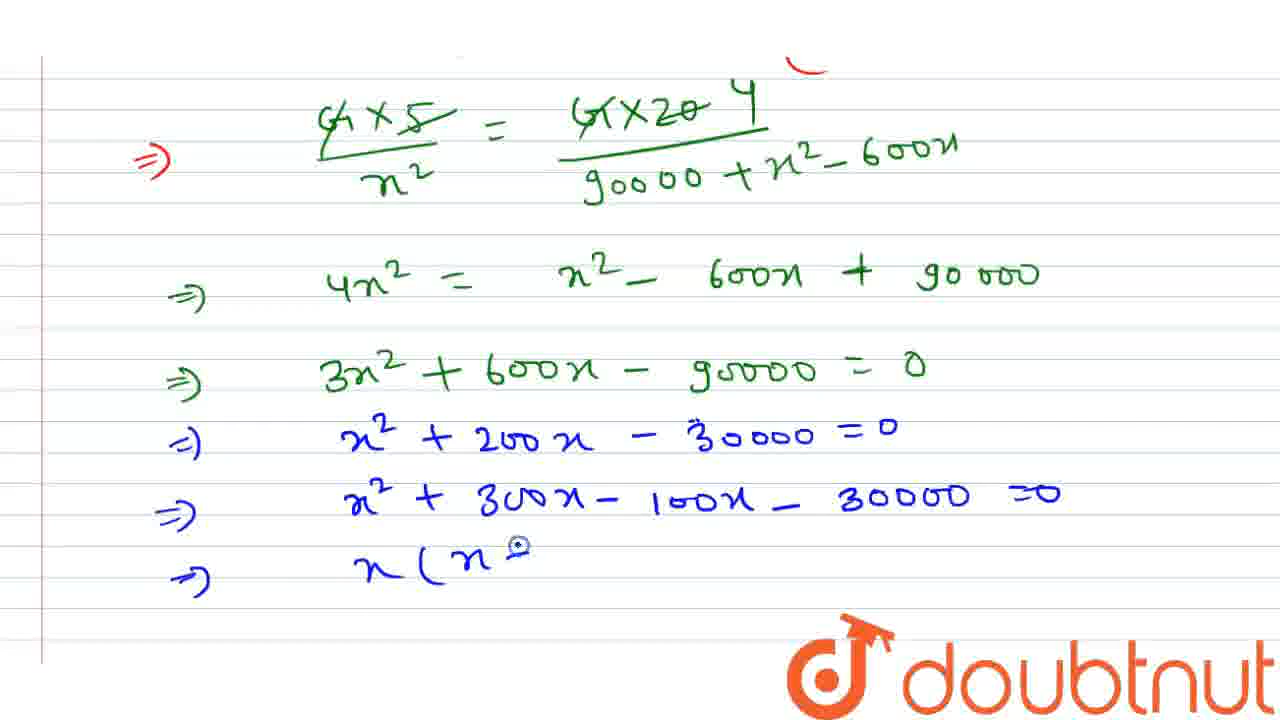 ⇒ G × 5 / x² = G × 20 4 / 90000 + x² - 600x
⇒ 4x² = x² - 600x + 90000
⇒ 3x² + 600x - 90000 = 0
⇒ x² + 200x - 30000 = 0
⇒ x² + 300x - 100x - 30000 = 0
⇒ x ( x
doubtnut